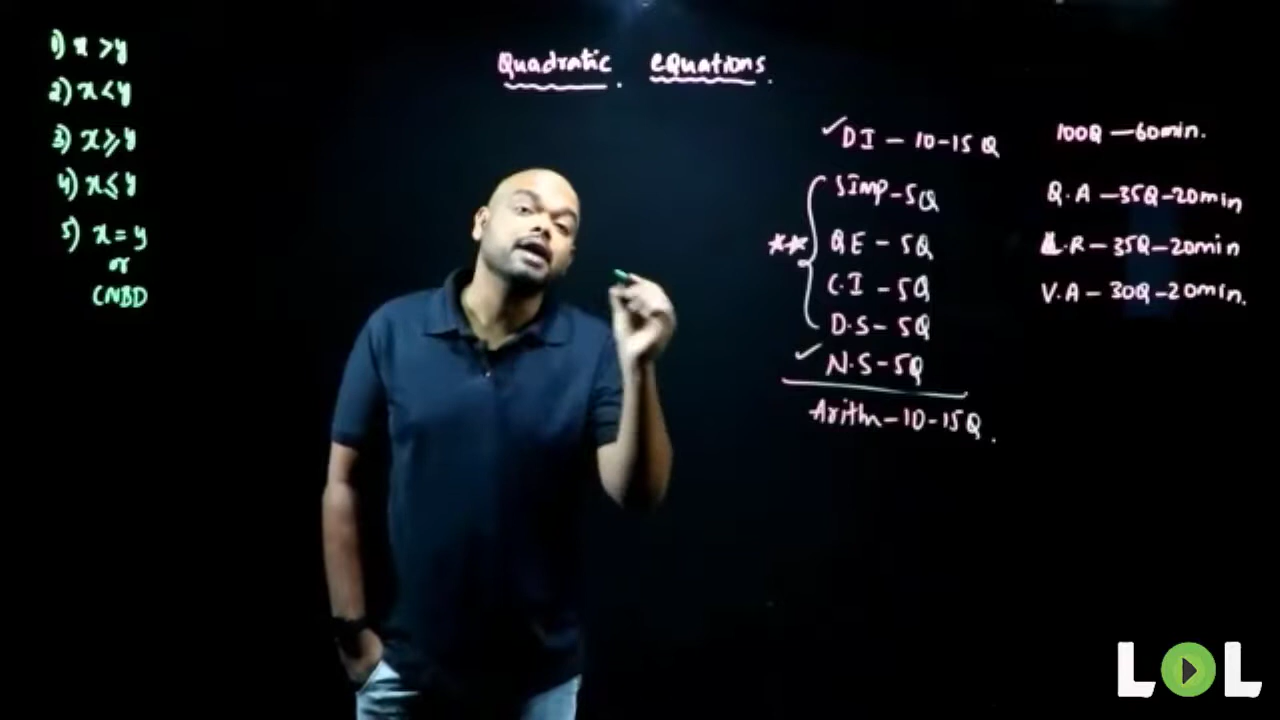 1) x > y
2) x < y
3) x ≥ y
4) x ≤ y
5) x = y
or
CNBD
Quadratic equations.
✓ DI - 10-15 Q
Simp - 5Q
** QE - 5Q
C.I - 5Q
D.S - 5Q
✓ N.S - 5Q
Arith - 10-15Q.
100Q - 60min.
Q.A - 35Q - 20min
L.R - 35Q - 20min
V.A - 30Q - 20min.
LOL